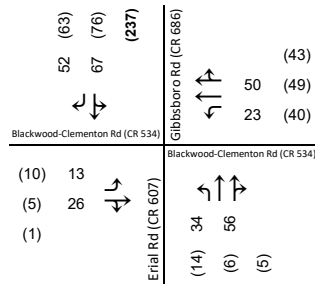 (63) (76) (237)
52 67
Blackwood-Clementon Rd (CR 534)
Gibbsboro Rd (CR 686)
(43)
50 (49)
23 (40)
(10) 13
(5) 26
(1)
Erial Rd (CR 607)
Blackwood-Clementon Rd (CR 534)
34 56
(14) (6) (5)